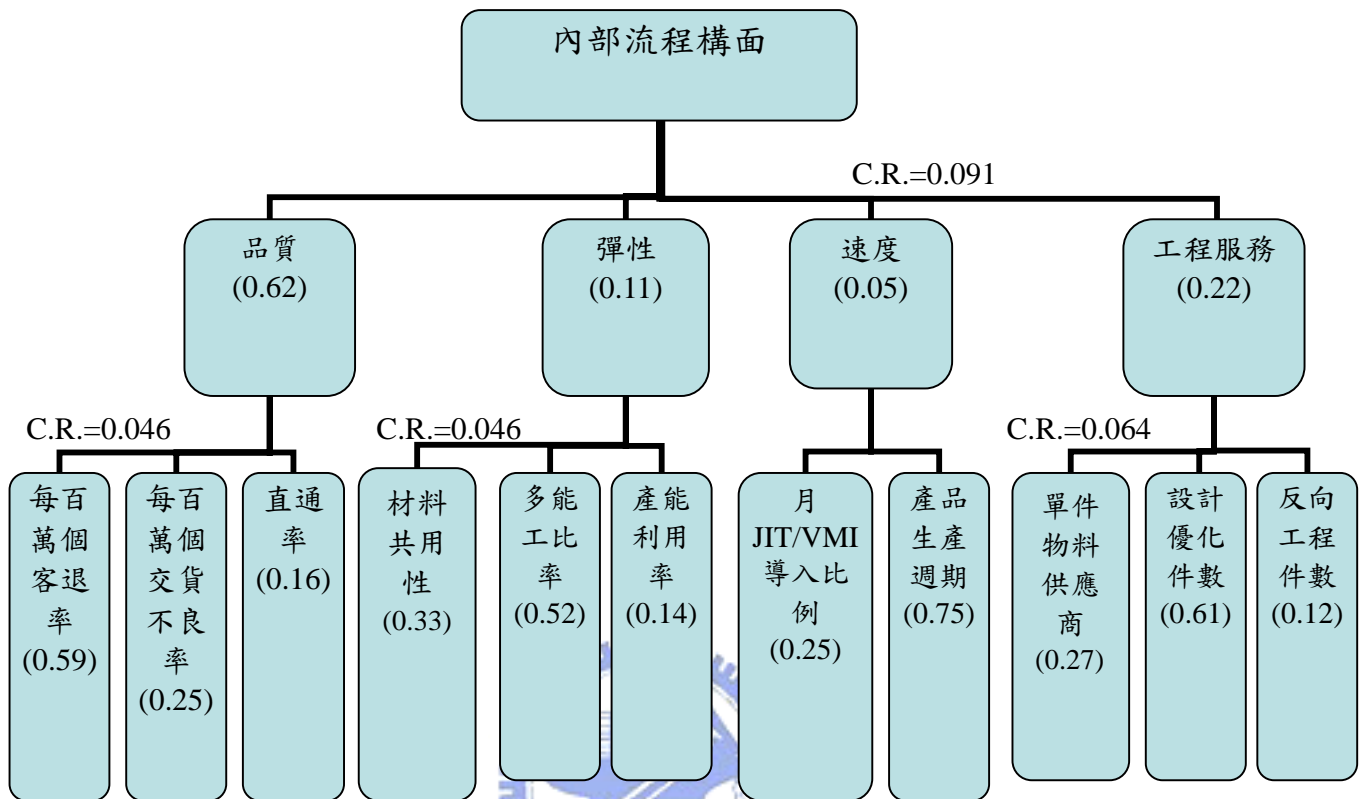 內部流程構面
C.R.=0.091
品質
(0.62)
彈性
(0.11)
速度
(0.05)
工程服務
(0.22)
C.R.=0.046
C.R.=0.046
C.R.=0.064
每百
萬個
客退
率
(0.59)
每百
萬個
交貨
不良
率
(0.25)
直通
率
(0.16)
材料
共用
性
(0.33)
多能
工比
率
(0.52)
產能
利用
率
(0.14)
月
JIT/VMI
導入比
例
(0.25)
產品
生產
週期
(0.75)
單件
物料
供應
商
(0.27)
設計
優化
件數
(0.61)
反向
工程
件數
(0.12)